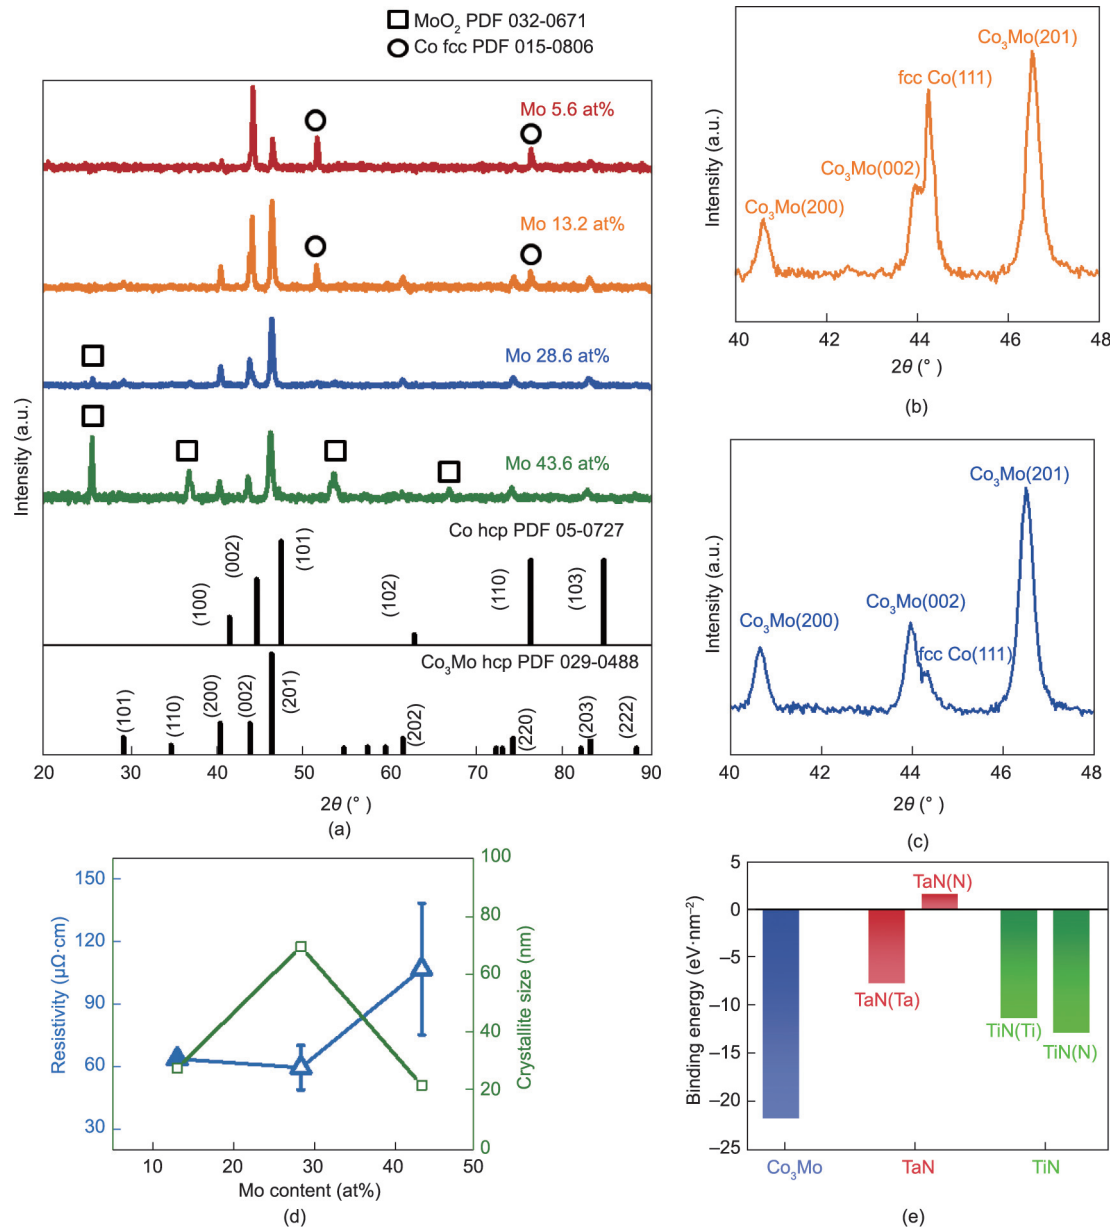 MoO₂ PDF 032-0671
Co fcc PDF 015-0806
Mo 5.6 at%
Mo 13.2 at%
Mo 28.6 at%
Mo 43.6 at%
Intensity (a.u.)
Co hcp PDF 05-0727
(100)
(002)
(101)
(102)
(110)
(103)
Co₃Mo hcp PDF 029-0488
(101)
(110)
(200)
(002)
(201)
(202)
(220)
(203)
(222)
20 30 40 50 60 70 80 90
2θ (° )
(a)
Intensity (a.u.)
Co₃Mo(201)
fcc Co(111)
Co₃Mo(002)
Co₃Mo(200)
40 42 44 46 48
2θ (° )
(b)
Intensity (a.u.)
Co₃Mo(201)
Co₃Mo(002)
Co₃Mo(200)
fcc Co(111)
40 42 44 46 48
2θ (° )
(c)
Resistivity (μΩ·cm)
150
120
90
60
30
100
80
60
40
20
0
Crystallite size (nm)
10 20 30 40 50
Mo content (at%)
(d)
Binding energy (eV·nm⁻²)
5
0
−5
−10
−15
−20
−25
TaN(N)
TaN(Ta)
TiN(Ti)
TiN(N)
Co₃Mo TaN TiN
(e)